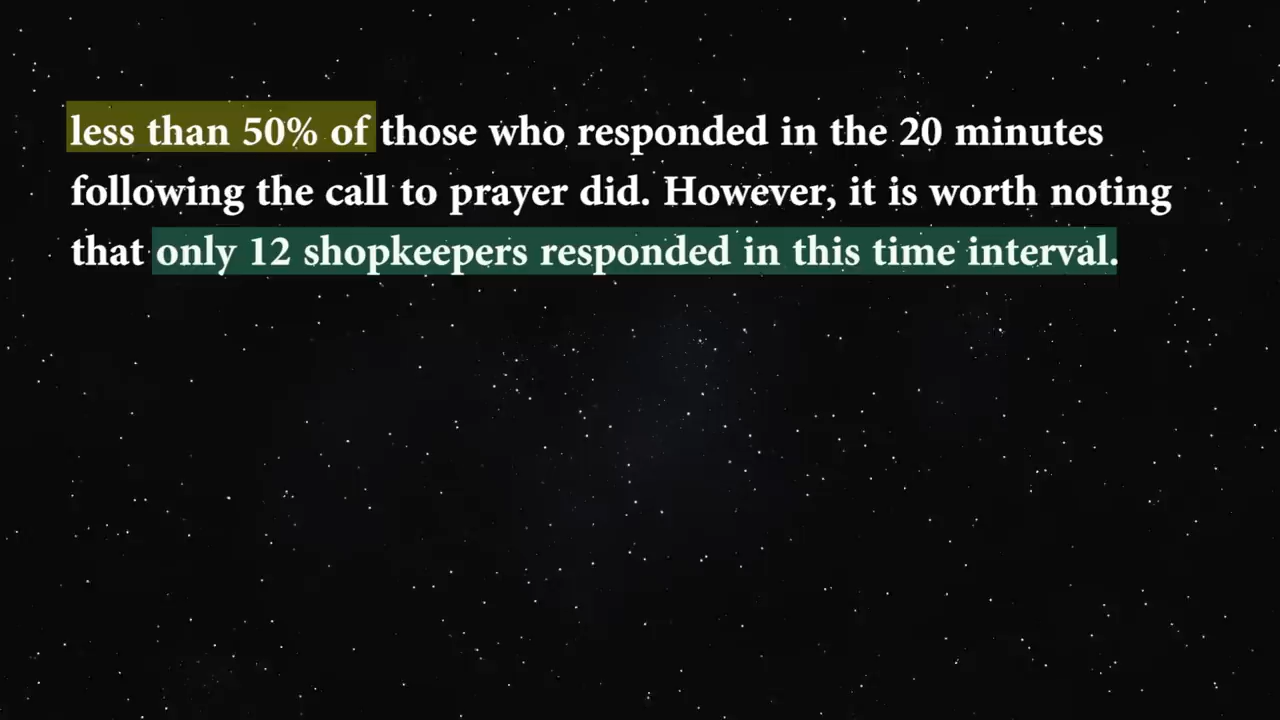 less than 50% of those who responded in the 20 minutes
following the call to prayer did. However, it is worth noting
that only 12 shopkeepers responded in this time interval.